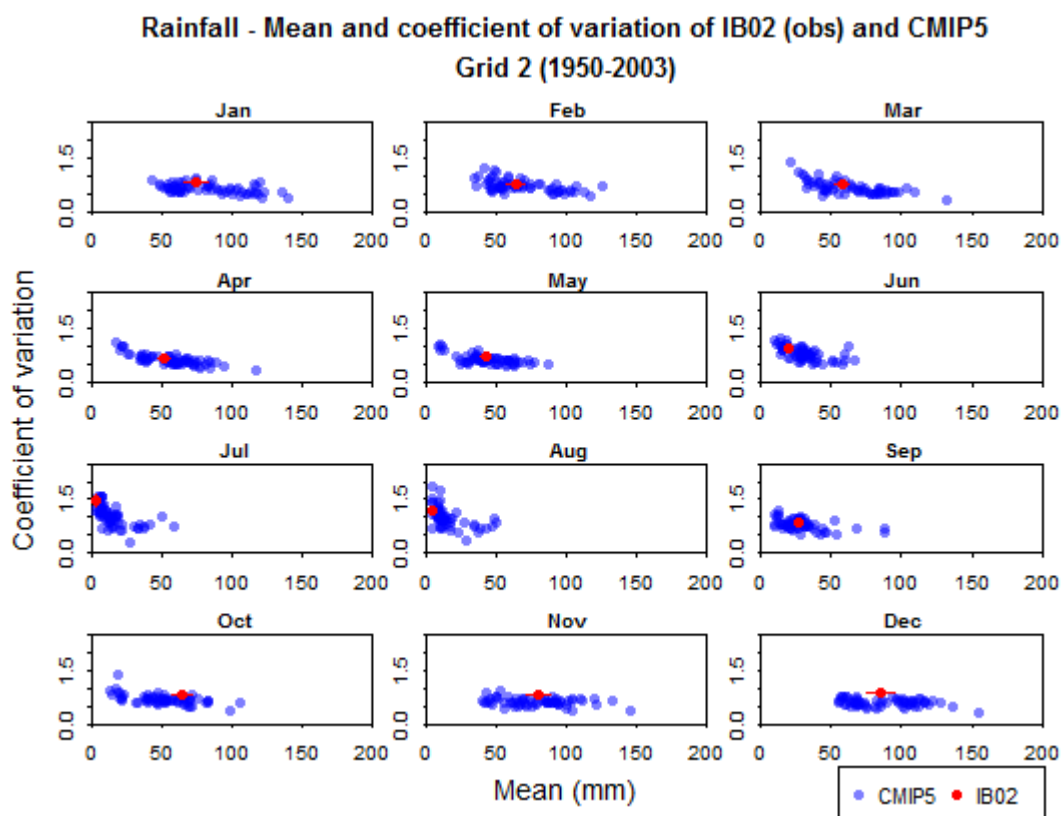 Rainfall - Mean and coefficient of variation of IB02 (obs) and CMIP5
Grid 2 (1950-2003)
Jan Feb Mar
0.0 1.5 0.0 1.5 0.0 1.5
0 50 100 150 200 0 50 100 150 200 0 50 100 150 200
Apr May Jun
0.0 1.5 0.0 1.5 0.0 1.5
0 50 100 150 200 0 50 100 150 200 0 50 100 150 200
Coefficient of variation
Jul Aug Sep
0.0 1.5 0.0 1.5 0.0 1.5
0 50 100 150 200 0 50 100 150 200 0 50 100 150 200
Oct Nov Dec
0.0 1.5 0.0 1.5 0.0 1.5
0 50 100 150 200 0 50 100 150 200 0 50 100 150 200
Mean (mm)
CMIP5 IB02